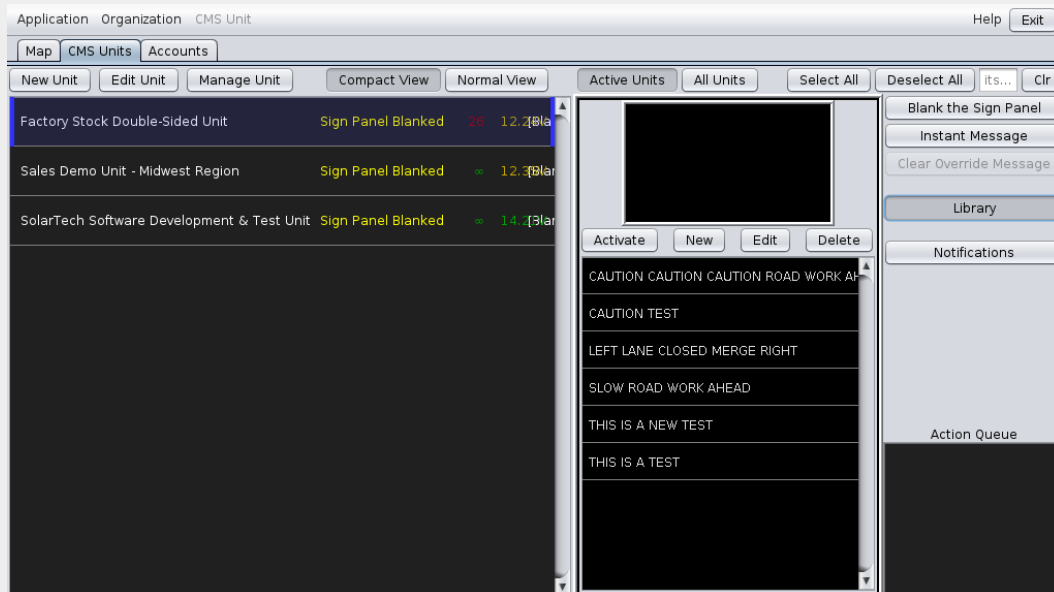 Application Organization CMS Unit Help Exit
Map CMS Units Accounts
New Unit Edit Unit Manage Unit Compact View Normal View Active Units All Units Select All Deselect All its... Clr
Factory Stock Double-Sided Unit Sign Panel Blanked 26
Sales Demo Unit - Midwest Region Sign Panel Blanked ∞
SolarTech Software Development & Test Unit Sign Panel Blanked ∞
Activate New Edit Delete
CAUTION CAUTION CAUTION ROAD WORK AH
CAUTION TEST
LEFT LANE CLOSED MERGE RIGHT
SLOW ROAD WORK AHEAD
THIS IS A NEW TEST
THIS IS A TEST
Blank the Sign Panel
Instant Message
Clear Override Message
Library
Notifications
Action Queue